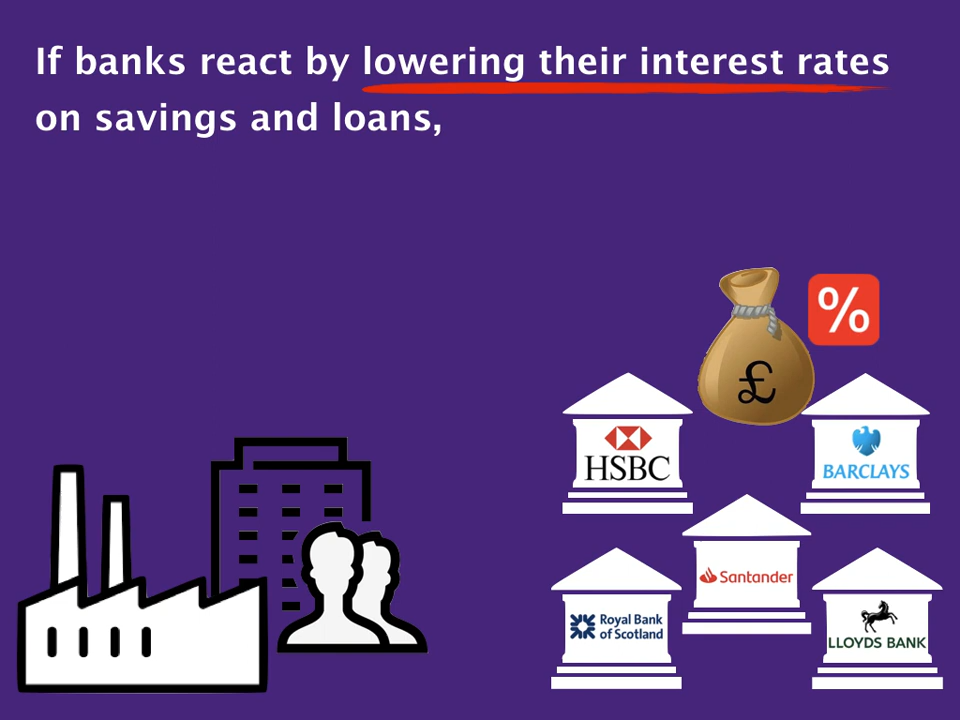 If banks react by lowering their interest rates
on savings and loans,
%
£
HSBC
BARCLAYS
Santander
Royal Bank
of Scotland
LLOYDS BANK